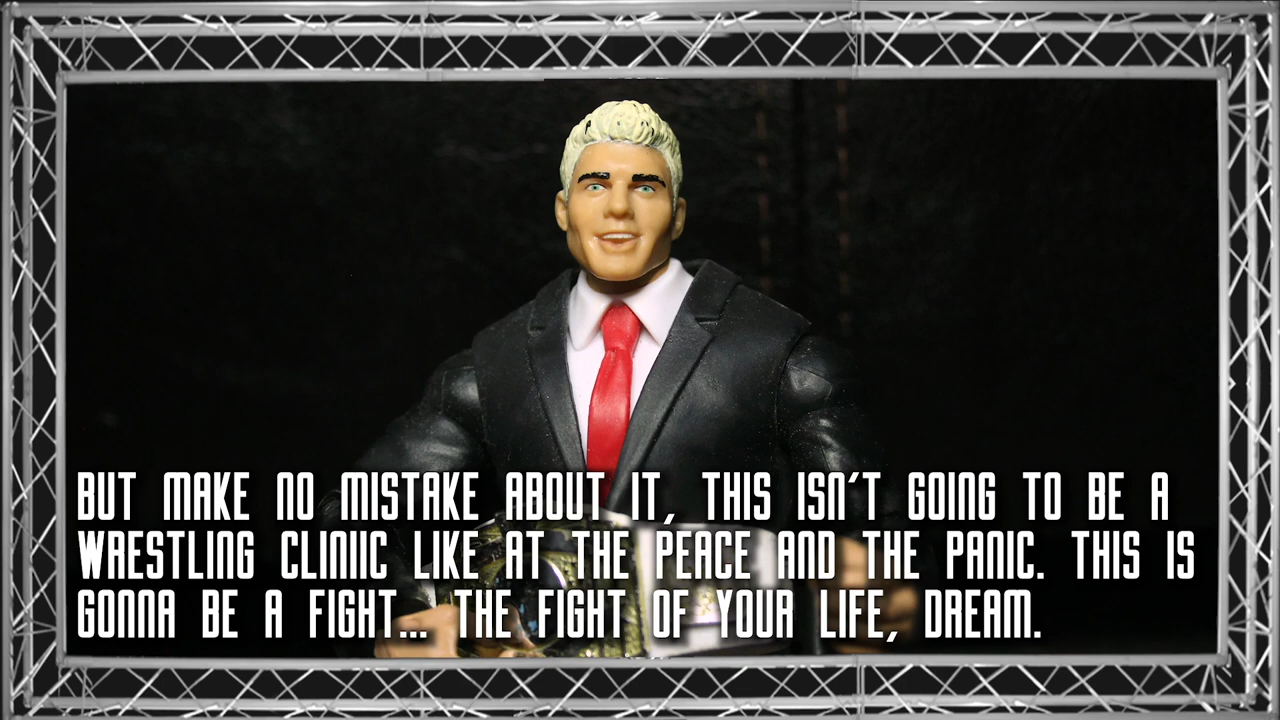 BUT MAKE NO MISTAKE ABOUT IT, THIS ISN'T GOING TO BE A
WRESTLING CLINIC LIKE AT THE PEACE AND THE PANIC. THIS IS
GONNA BE A FIGHT... THE FIGHT OF YOUR LIFE, DREAM.